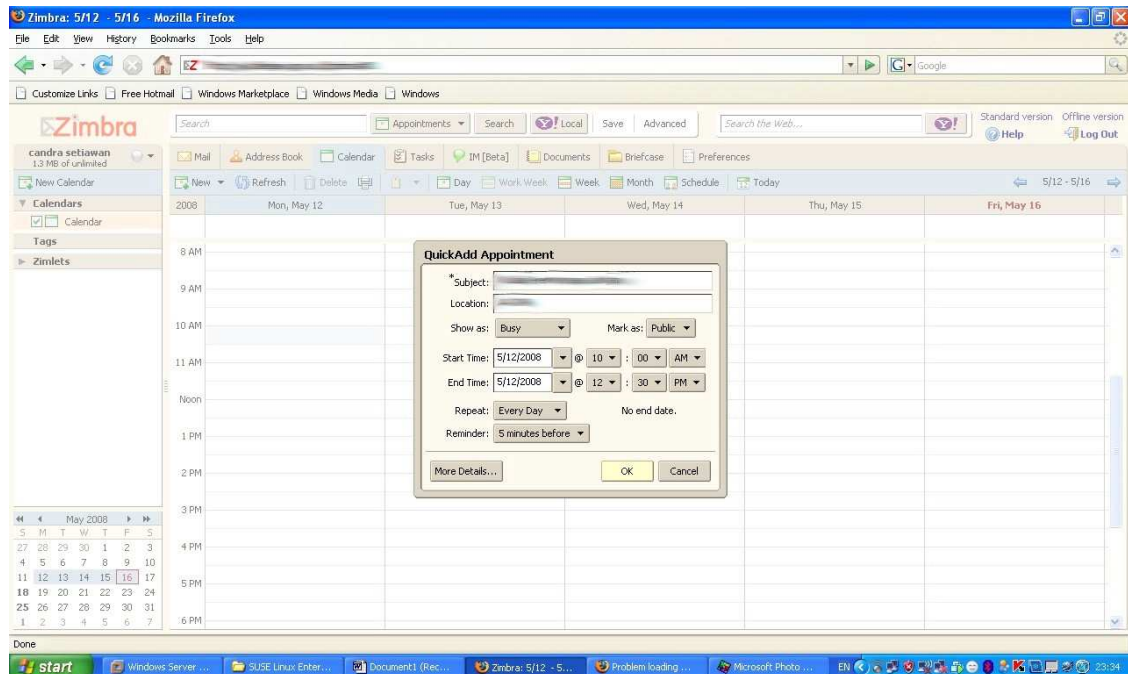 Zimbra: 5/12 - 5/16 - Mozilla Firefox
File Edit View History Bookmarks Tools Help
Google
Customize Links Free Hotmail Windows Marketplace Windows Media Windows
Zimbra Search Appointments Search Local Save Advanced Search the Web... Standard version Offline version
Help Log Out
candra setiawan
1.3 MB of unlimited
Mail Address Book Calendar Tasks IM [Beta] Documents Briefcase Preferences
New Calendar New Refresh Delete Day Work Week Week Month Schedule Today 5/12 - 5/16
Calendars 2008 Mon, May 12 Tue, May 13 Wed, May 14 Thu, May 15 Fri, May 16
Calendar
Tags
Zimlets
8 AM
9 AM
10 AM
11 AM
Noon
1 PM
2 PM
3 PM
4 PM
5 PM
6 PM
QuickAdd Appointment
*Subject:
Location:
Show as: Busy Mark as: Public
Start Time: 5/12/2008 @ 10 : 00 AM
End Time: 5/12/2008 @ 12 : 30 PM
Repeat: Every Day No end date.
Reminder: 5 minutes before
More Details... OK Cancel
May 2008
S M T W T F S
27 28 29 30 1 2 3
4 5 6 7 8 9 10
11 12 13 14 15 16 17
18 19 20 21 22 23 24
25 26 27 28 29 30 31
1 2 3 4 5 6 7
Done
start Windows Server ... SUSE Linux Enter... Document1 (Rec... Zimbra: 5/12 - 5... Problem loading ... Microsoft Photo ... EN 23:34